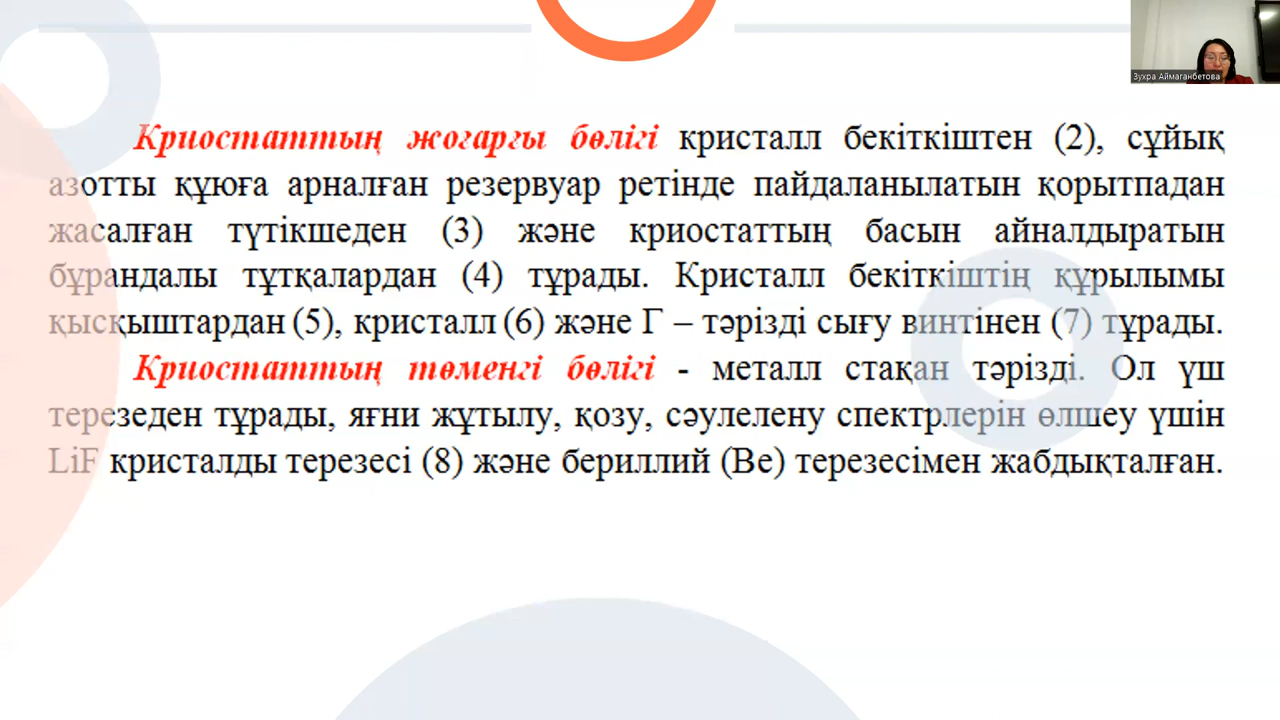 Зухра Аймаганбетова
Криостаттың жоғарғы бөлігі кристалл бекіткіштен (2), сұйық
азотты құюға арналған резервуар ретінде пайдаланылатын қорытпадан
жасалған түтікшеден (3) және криостаттың басын айналдыратын
бұрандалы тұтқалардан (4) тұрады. Кристалл бекіткіштің құрылымы
қысқыштардан (5), кристалл (6) және Г – тәрізді сығу винтінен (7) тұрады.
Криостаттың төменгі бөлігі - металл стақан тәрізді. Ол үш
терезеден тұрады, яғни жұтылу, қозу, сәулелену спектрлерін өлшеу үшін
LiF кристалды терезесі (8) және бериллий (Be) терезесімен жабдықталған.